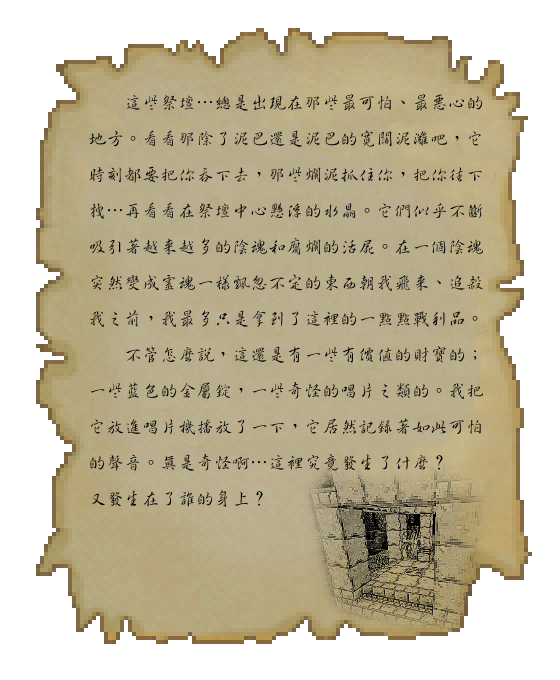 這些祭壇⋯總是出現在那些最可怕、最惡心的
地方。看看那除了泥巴還是泥巴的寬闊泥灘吧，它
時刻都要把你吞下去，那些爛泥抓住你，把你往下
拽⋯再看看在祭壇中心懸浮的水晶。它們似乎不斷
吸引著越來越多的陰魂和腐爛的活屍。在一個陰魂
突然變成靈魂一樣飄忽不定的東西朝我飛來、追殺
我之前，我最多只是拿到了這裡的一點點戰利品。
不管怎麼說，這還是有一些有價值的財寶的；
一些藍色的金屬錠，一些奇怪的唱片之類的。我把
它放進唱片機播放了一下，它居然記錄著如此可怕
的聲音。真是奇怪啊⋯這裡究竟發生了什麼？
又發生在了誰的身上？